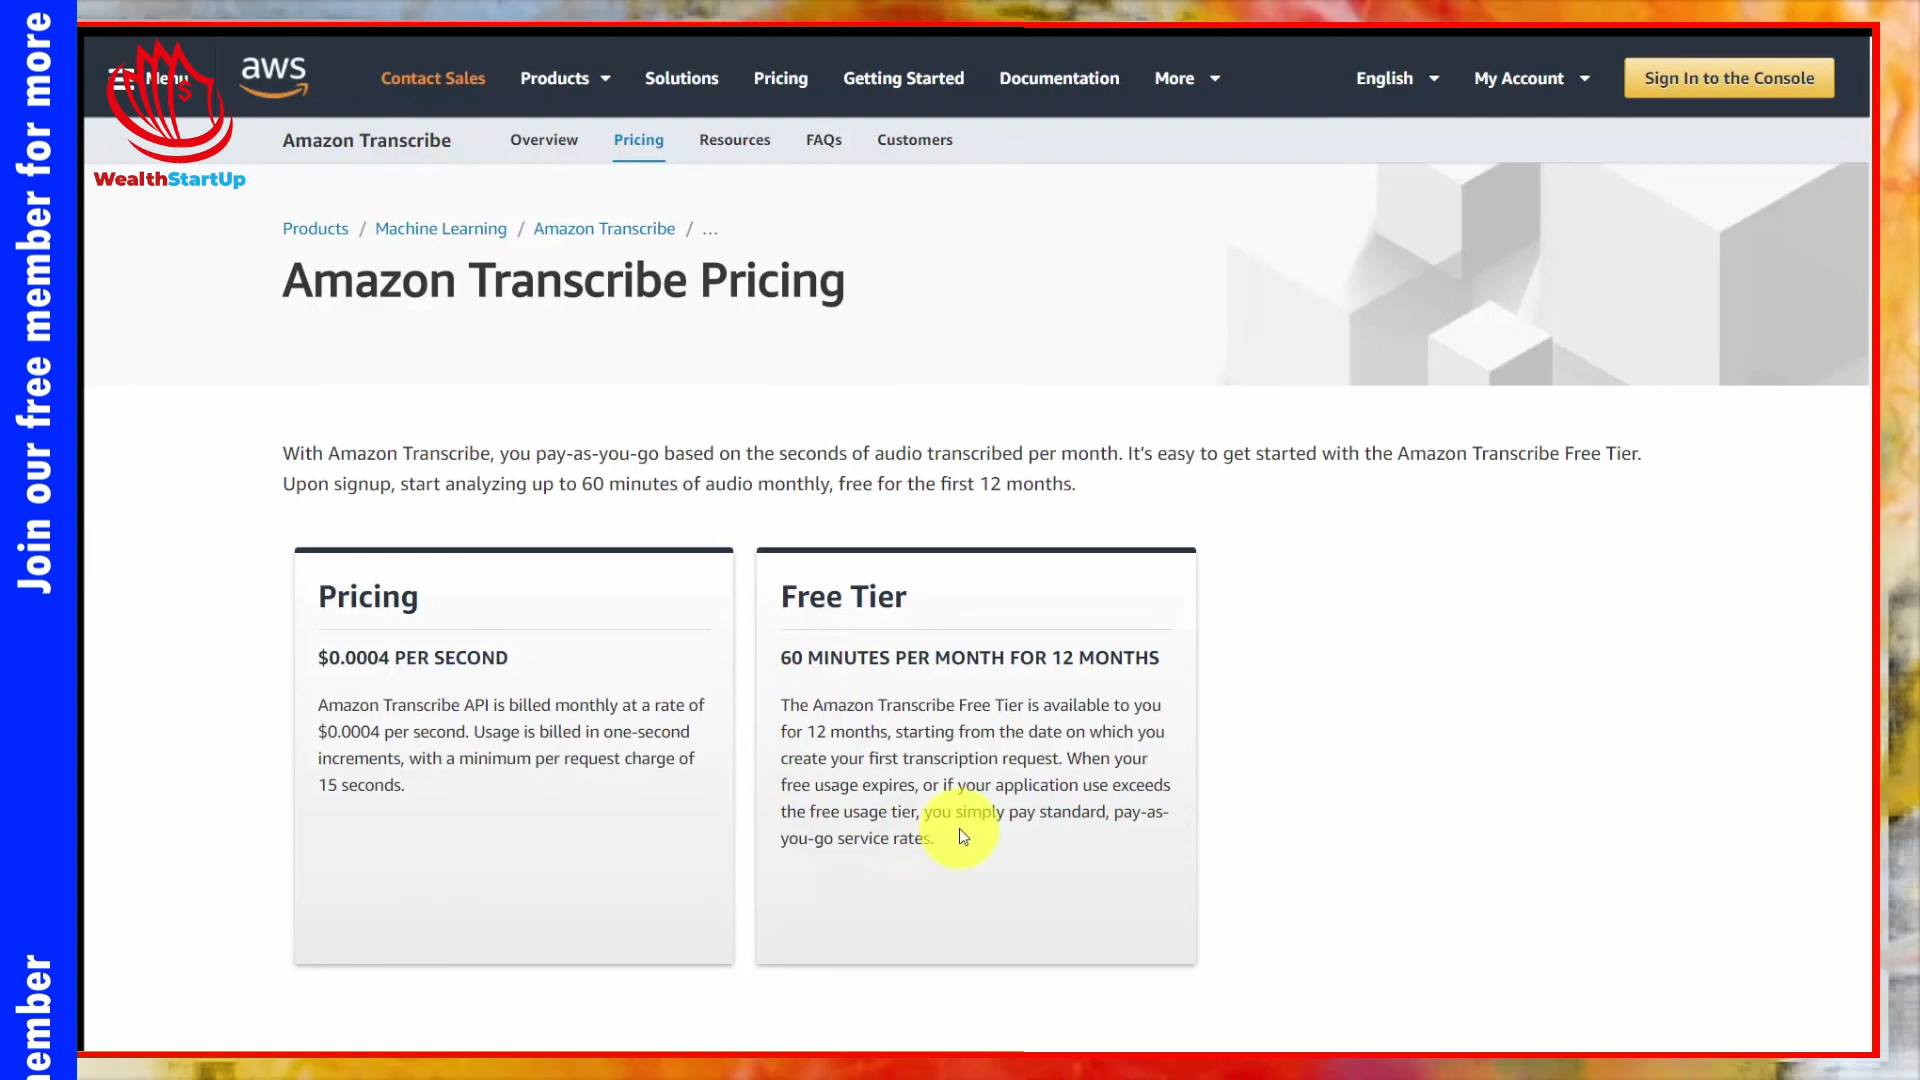 Join our free member for more
ember
Menu
aws
Contact Sales
Products
Solutions
Pricing
Getting Started
Documentation
More
English
My Account
Sign In to the Console
WealthStartUp
Amazon Transcribe
Overview
Pricing
Resources
FAQs
Customers
Products / Machine Learning / Amazon Transcribe / ...
Amazon Transcribe Pricing
With Amazon Transcribe, you pay-as-you-go based on the seconds of audio transcribed per month. It's easy to get started with the Amazon Transcribe Free Tier.
Upon signup, start analyzing up to 60 minutes of audio monthly, free for the first 12 months.
Pricing
$0.0004 PER SECOND
Amazon Transcribe API is billed monthly at a rate of
$0.0004 per second. Usage is billed in one-second
increments, with a minimum per request charge of
15 seconds.
Free Tier
60 MINUTES PER MONTH FOR 12 MONTHS
The Amazon Transcribe Free Tier is available to you
for 12 months, starting from the date on which you
create your first transcription request. When your
free usage expires, or if your application use exceeds
the free usage tier, you simply pay standard, pay-as-
you-go service rates.